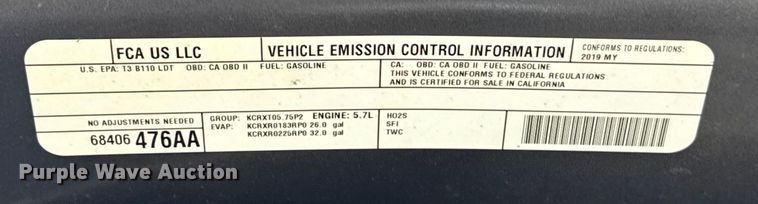 FCA US LLC
VEHICLE EMISSION CONTROL INFORMATION
CONFORMS TO REGULATIONS:
2019 MY
U.S. EPA: T3 B110 LDT OBD: CA OBD II FUEL: GASOLINE
CA: OBD: CA OBD II FUEL: GASOLINE
THIS VEHICLE CONFORMS TO FEDERAL REGULATIONS
AND IS CERTIFIED FOR SALE IN CALIFORNIA
NO ADJUSTMENTS NEEDED
68406 476AA
GROUP: KCRXT05.75P2 ENGINE: 5.7L
EVAP: KCRXR0183RP0 26.0 gal
KCRXR0225RP0 32.0 gal
HO2S
SFI
TWC
Purple Wave Auction